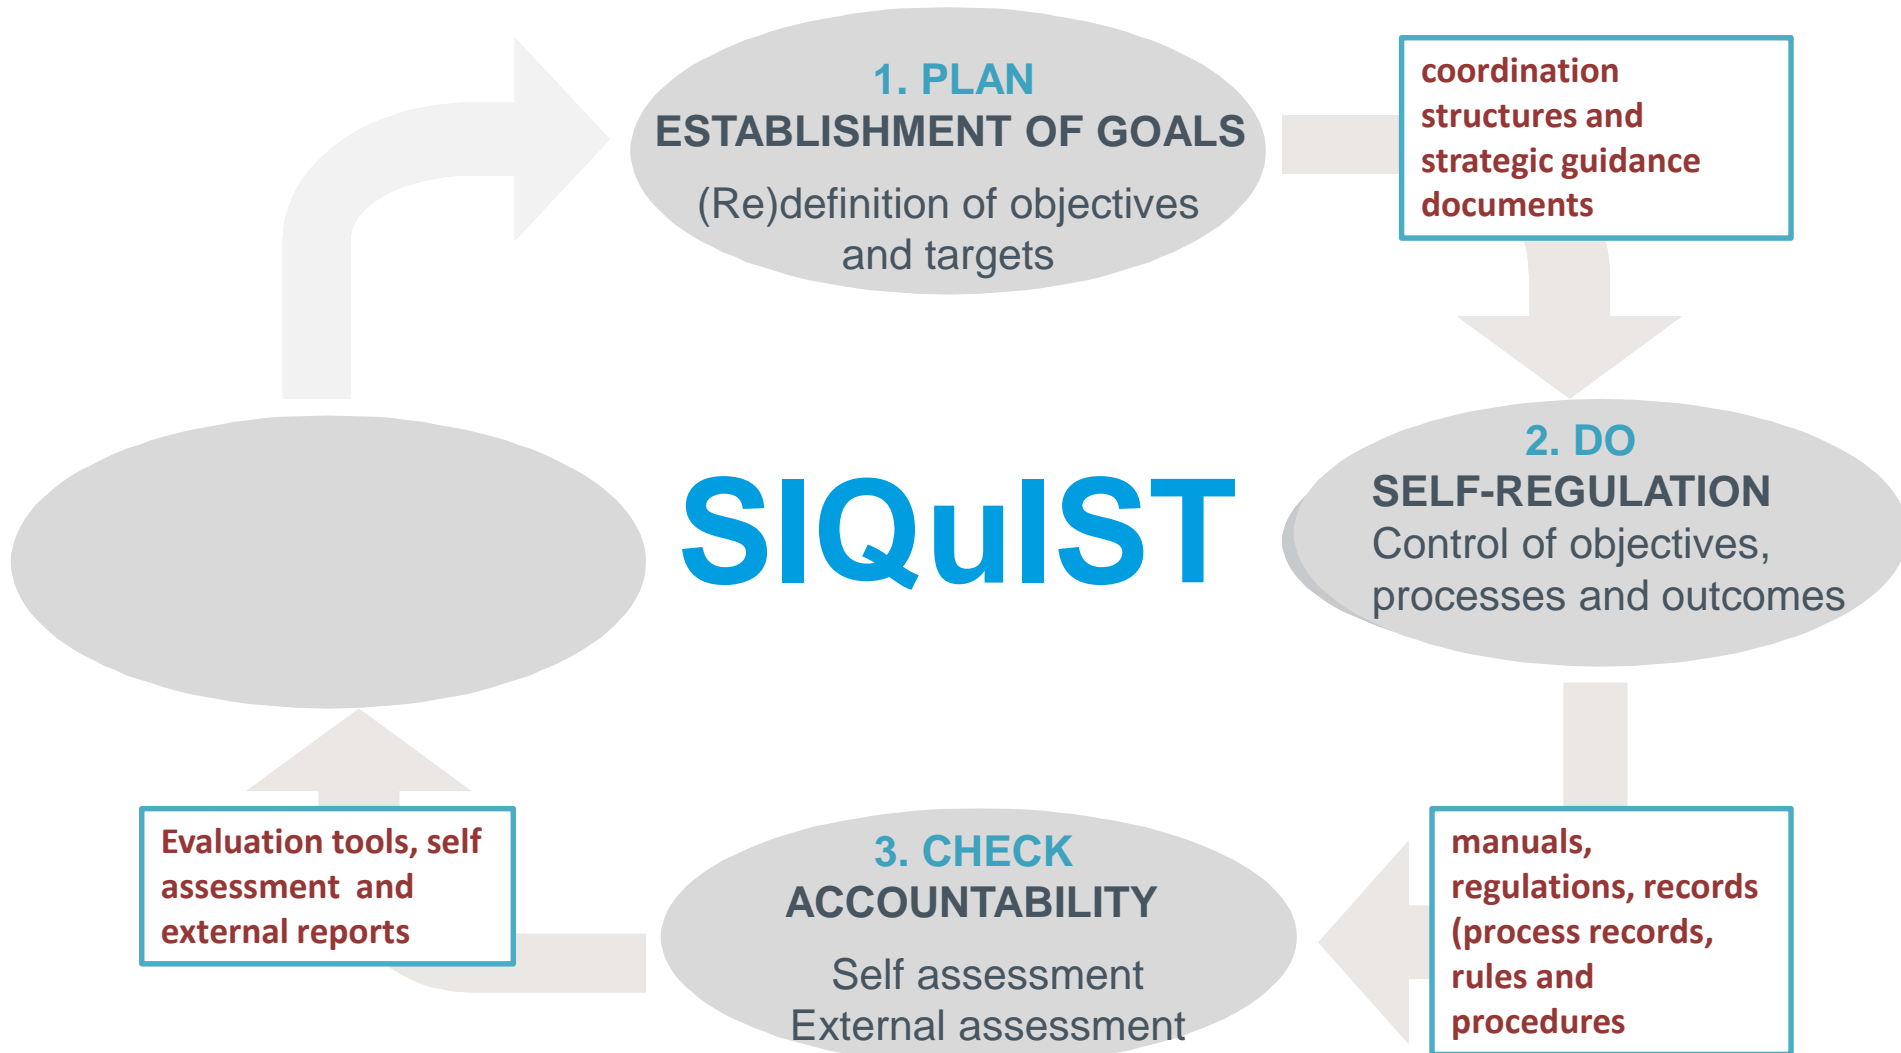 1. PLAN
ESTABLISHMENT OF GOALS
(Re)definition of objectives
and targets
coordination
structures and
strategic guidance
documents
2. DO
SELF-REGULATION
Control of objectives,
processes and outcomes
SIQuIST
manuals,
regulations, records
(process records,
rules and
procedures
3. CHECK
ACCOUNTABILITY
Self assessment
External assessment
Evaluation tools, self
assessment and
external reports